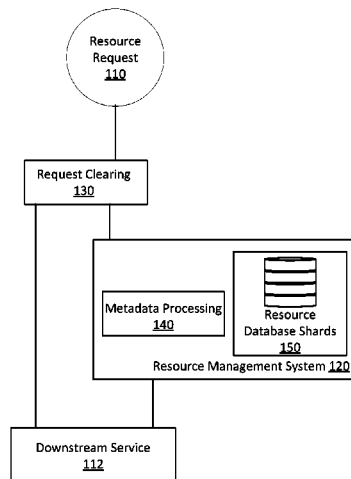 Resource
Request
110
Request Clearing
130
Metadata Processing
140
Resource
Database Shards
150
Resource Management System 120
Downstream Service
112